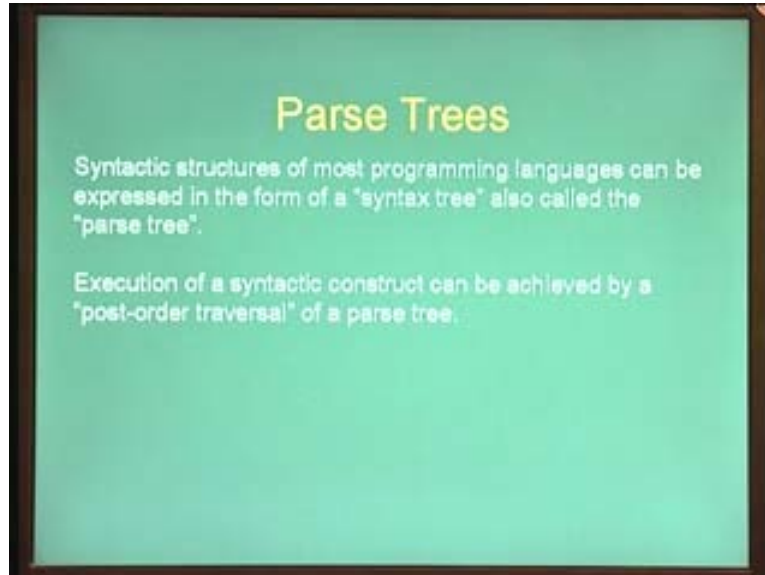 Parse Trees
Syntactic structures of most programming languages can be
expressed in the form of a "syntax tree" also called the
"parse tree".
Execution of a syntactic construct can be achieved by a
"post-order traversal" of a parse tree.